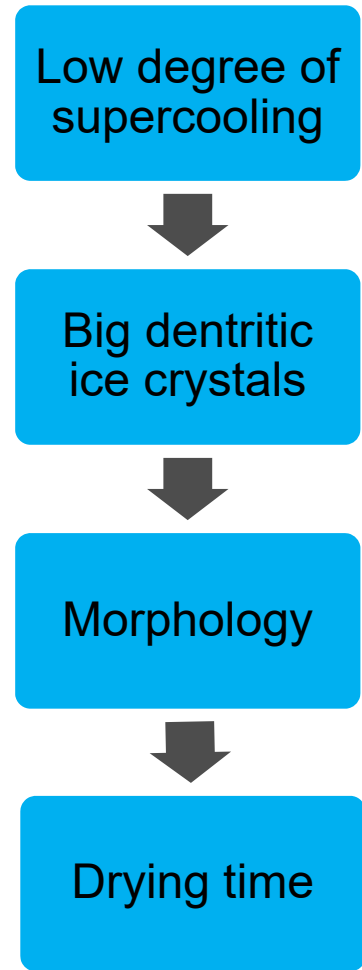 Low degree of
supercooling
Big dentritic
ice crystals
Morphology
Drying time